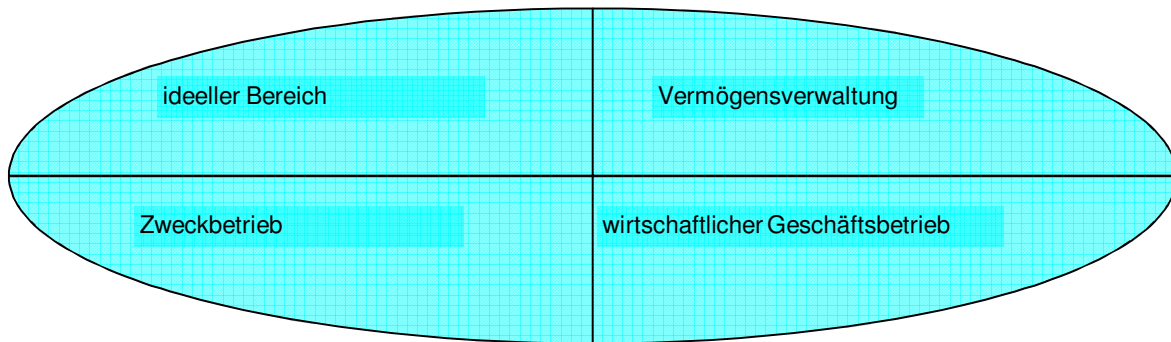 ideeller Bereich
Vermögensverwaltung
Zweckbetrieb
wirtschaftlicher Geschäftsbetrieb